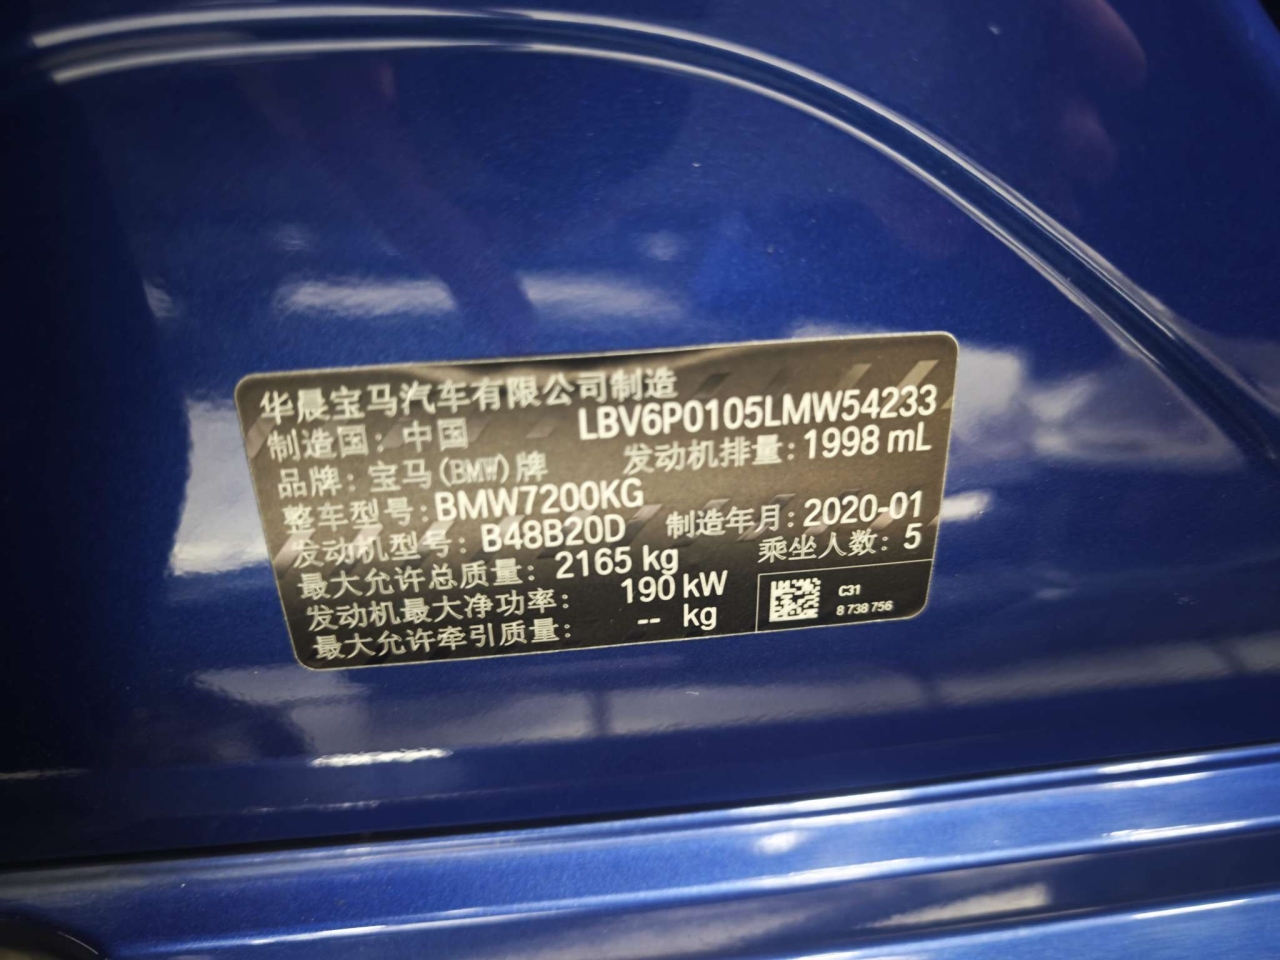 华晨宝马汽车有限公司制造
制造国：中国 LBV6P0105LMW54233
品牌：宝马(BMW)牌 发动机排量：1998 mL
整车型号：BMW7200KG
发动机型号：B48B20D 制造年月：2020-01
最大允许总质量：2165 kg 乘坐人数：5
发动机最大净功率：190 kW
最大允许牵引质量：-- kg
C31
8 738 756